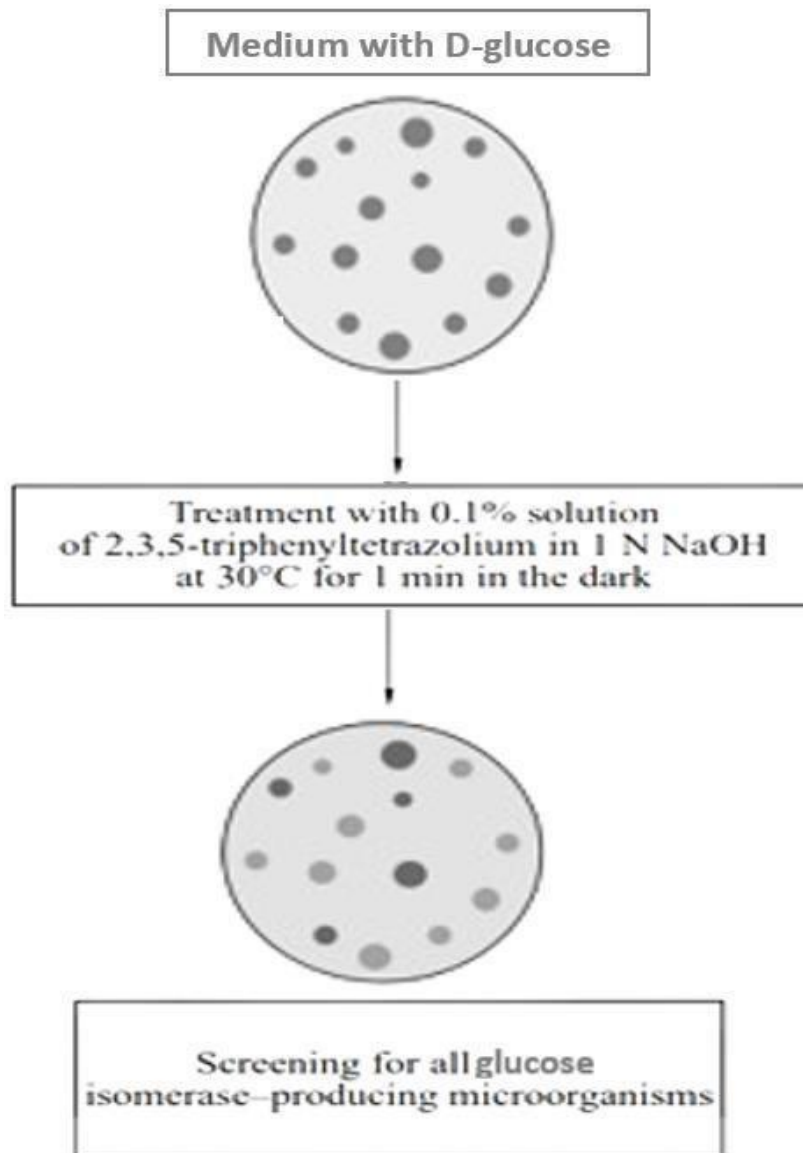 Medium with D-glucose
Treatment with 0.1% solution
of 2,3,5-triphenyltetrazolium in 1 N NaOH
at 30°C for 1 min in the dark
Screening for all glucose
isomerase–producing microorganisms